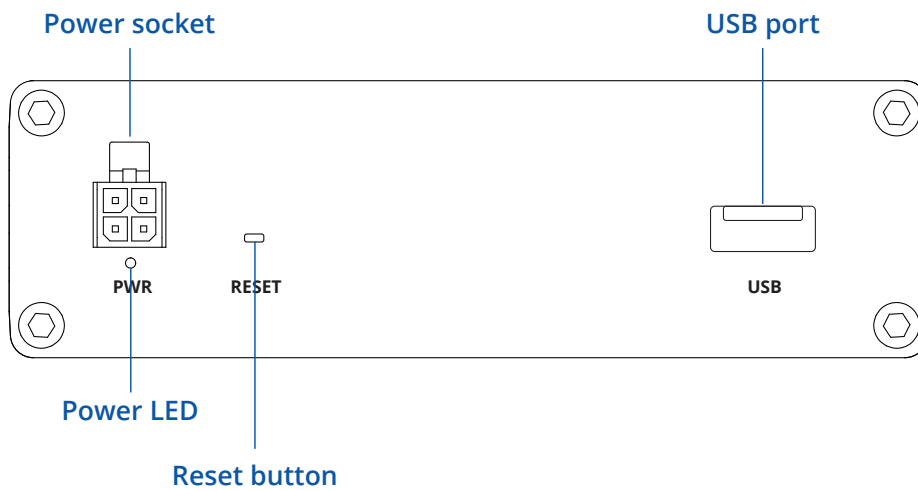 Power socket
USB port
PWR
RESET
USB
Power LED
Reset button